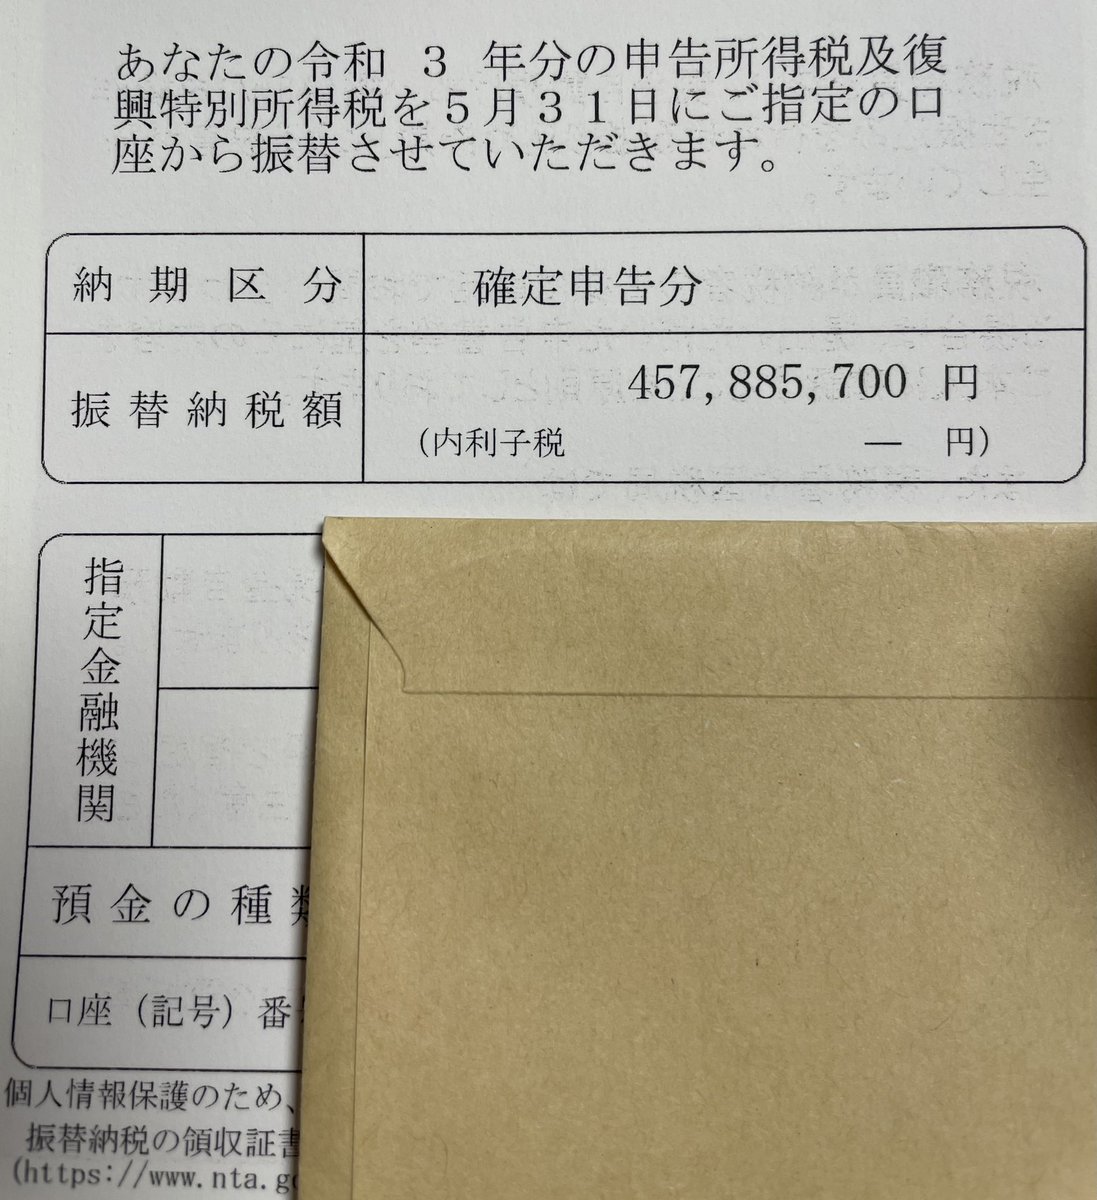 あなたの令和 3 年分の申告所得税及復
興特別所得税を５月３１日にご指定の口
座から振替させていただきます。
納期区分 確定申告分
振替納税額 457,885,700 円
(内利子税 ― 円)
指定金融機関
預金の種類
口座（記号）番
個人情報保護のため、
振替納税の領収証書
(https://www.nta.go